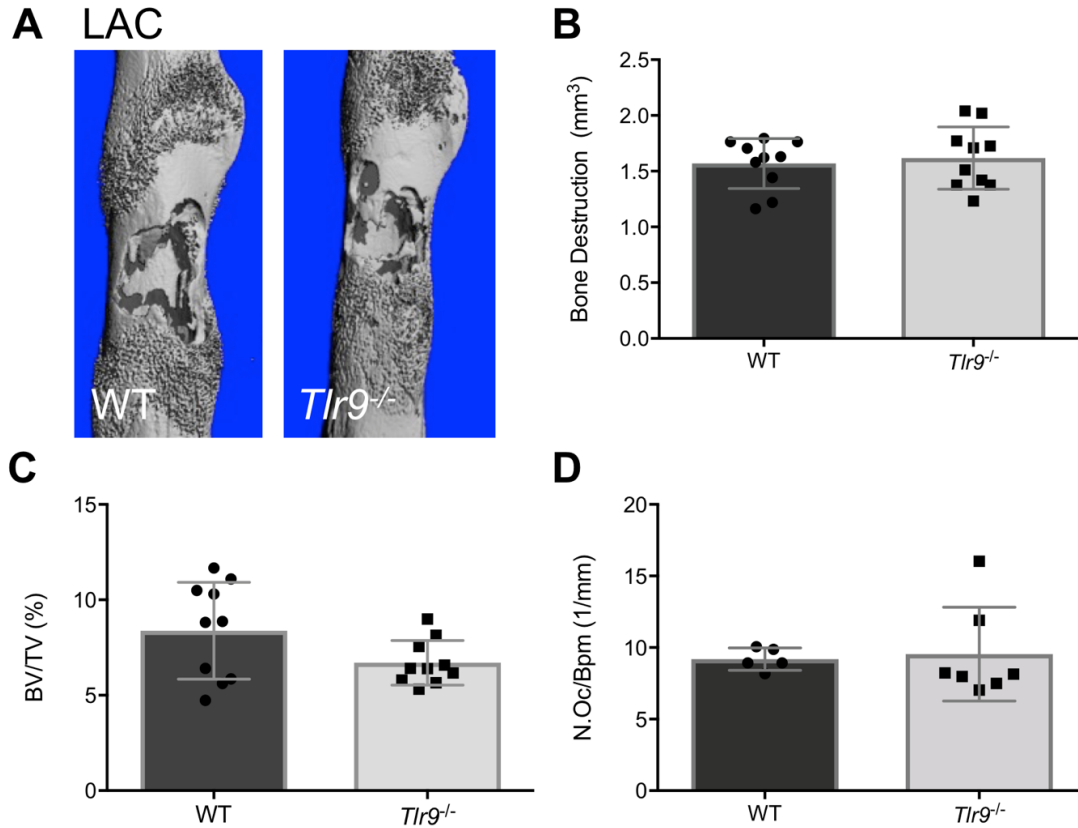 A LAC
WT
Tlr9-/-
B
Bone Destruction (mm3)
2.5
2.0
1.5
1.0
0.5
0.0
WT
Tlr9-/-
C
BV/TV (%)
15
10
5
0
WT
Tlr9-/-
D
N.Oc/Bpm (1/mm)
20
15
10
5
0
WT
Tlr9-/-